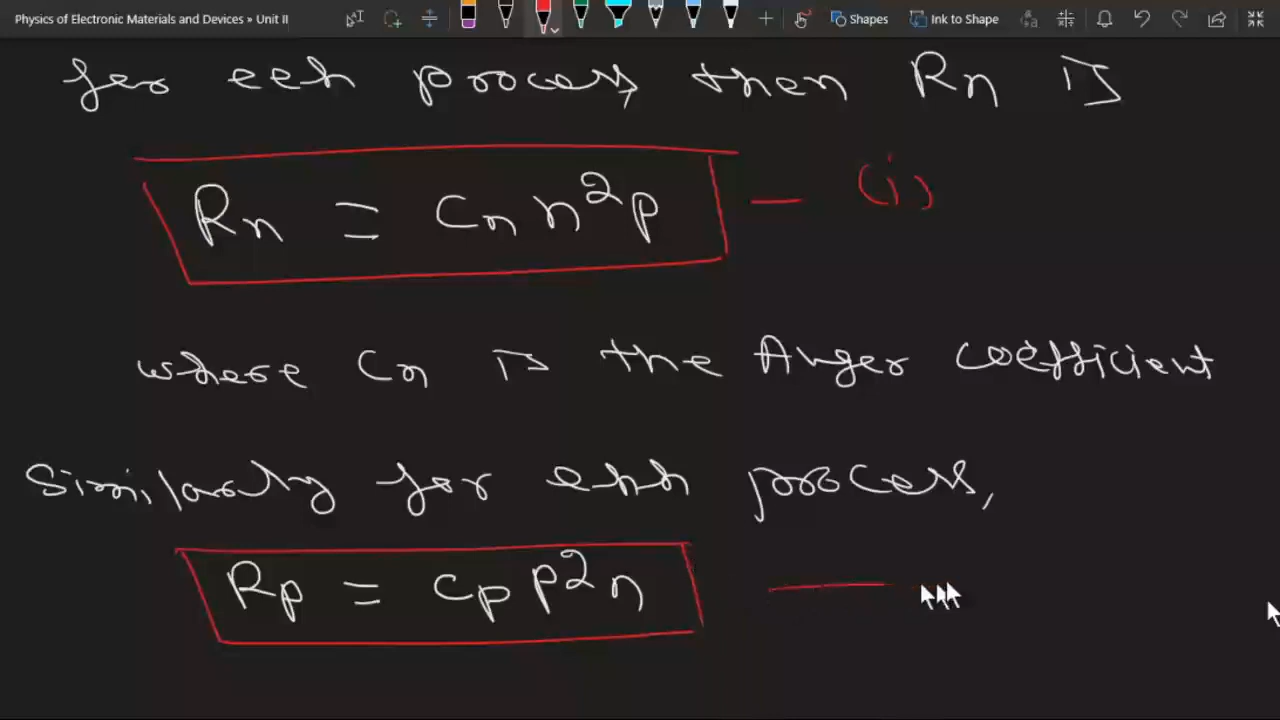 Physics of Electronic Materials and Devices » Unit II
Shapes
Ink to Shape
for eeh process, then Rn is
Rn = Cn n²p — (i)
where Cn is the Auger coefficient
Similarly for ehh process,
Rp = Cp p²n —